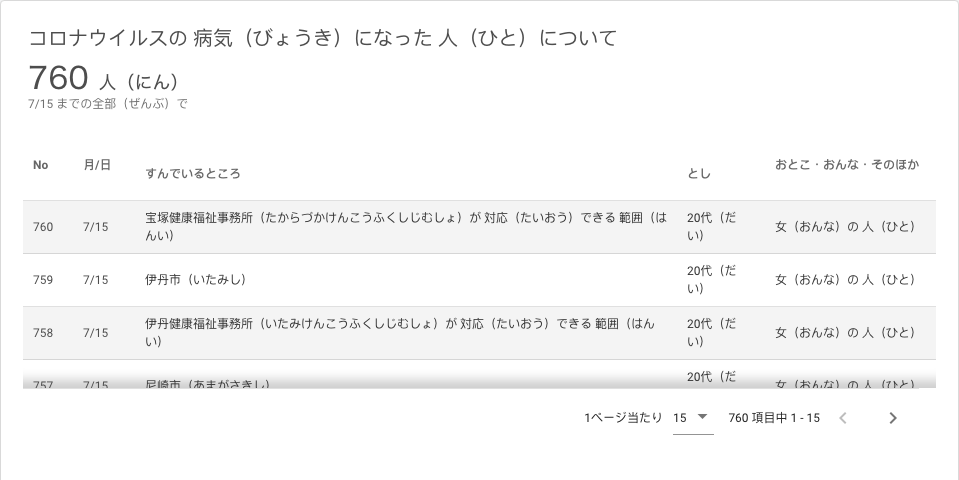 コロナウイルスの 病気（びょうき）になった 人（ひと）について
760 人（にん）
7/15 までの全部（ぜんぶ）で
No 月/日 すんでいるところ とし おとこ・おんな・そのほか
760 7/15 宝塚健康福祉事務所（たからづかけんこうふくしじむしょ）が 対応（たいおう）できる 範囲（は 20代（だ 女（おんな）の 人（ひと）
んい） い）
759 7/15 伊丹市（いたみし） 20代（だ 女（おんな）の 人（ひと）
い）
758 7/15 伊丹健康福祉事務所（いたみけんこうふくしじむしょ）が 対応（たいおう）できる 範囲（はん 20代（だ 女（おんな）の 人（ひと）
い） い）
757 7/15 尼崎市（あまがさきし） 20代（だ 女（おんな）の 人（ひと）
1ページ当たり 15 760 項目中 1 - 15